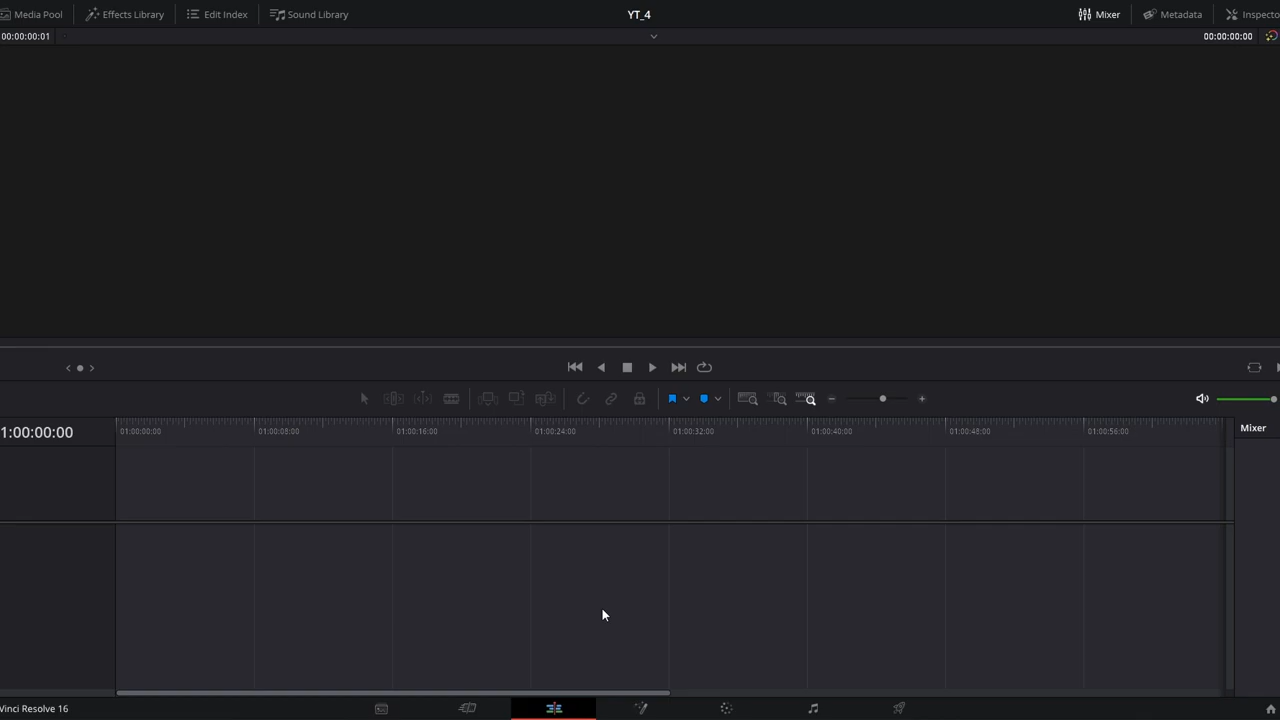 Media Pool Effects Library Edit Index Sound Library YT_4 Mixer Metadata Inspecto
00:00:00:01 00:00:00:00
1:00:00:00 01:00:00:00 01:00:08:00 01:00:16:00 01:00:24:00 01:00:32:00 01:00:40:00 01:00:48:00 01:00:56:00 Mixer
Vinci Resolve 16